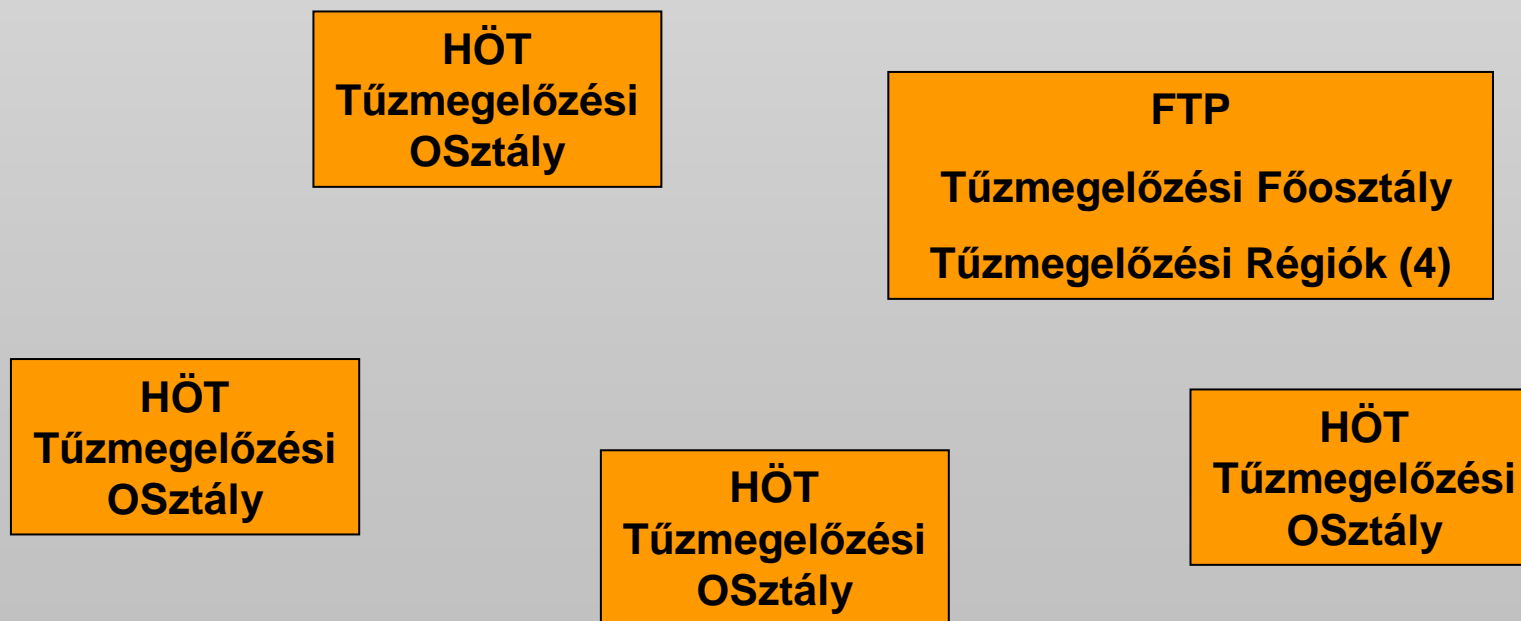 HÖT
Tűzmegelőzési
OSztály
FTP
Tűzmegelőzési Főosztály
Tűzmegelőzési Régiók (4)
HÖT
Tűzmegelőzési
OSztály
HÖT
Tűzmegelőzési
OSztály
HÖT
Tűzmegelőzési
OSztály